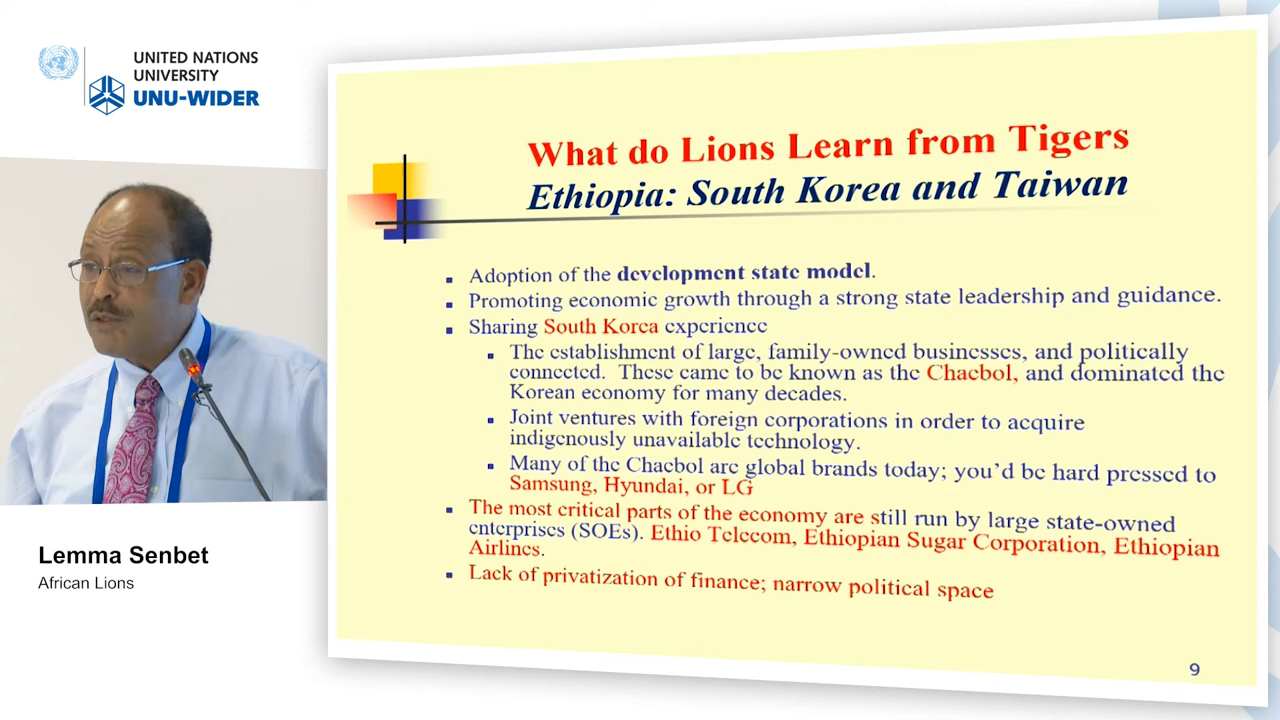 UNITED NATIONS
UNIVERSITY
UNU-WIDER
What do Lions Learn from Tigers
Ethiopia: South Korea and Taiwan
Adoption of the development state model.
Promoting economic growth through a strong state leadership and guidance.
Sharing South Korea experience
The establishment of large, family-owned businesses, and politically
connected. These came to be known as the Chaebol, and dominated the
Korean economy for many decades.
Joint ventures with foreign corporations in order to acquire
indigenously unavailable technology.
Many of the Chaebol are global brands today; you'd be hard pressed to
Samsung, Hyundai, or LG
The most critical parts of the economy are still run by large state-owned
enterprises (SOEs). Ethio Telecom, Ethiopian Sugar Corporation, Ethiopian
Airlines.
Lack of privatization of finance; narrow political space
9
Lemma Senbet
African Lions